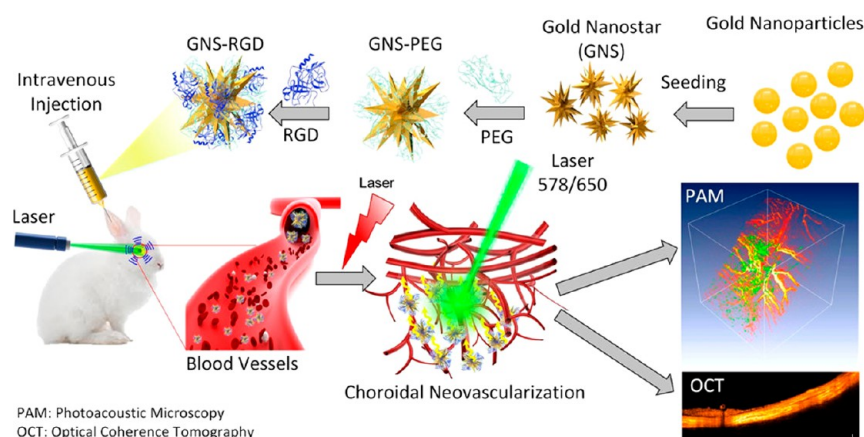 Gold Nanoparticles
Gold Nanostar
(GNS)
GNS-PEG
GNS-RGD
Seeding
PEG
RGD
Intravenous
Injection
Laser
Laser
Laser
578/650
Blood Vessels
Choroidal Neovascularization
PAM
OCT
PAM: Photoacoustic Microscopy
OCT: Optical Coherence Tomography